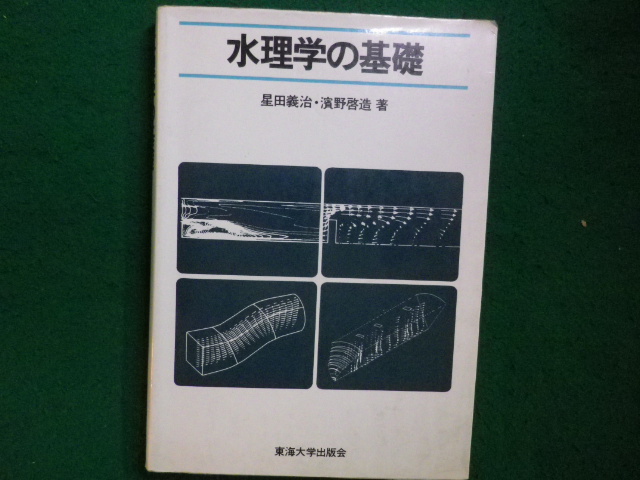 水理学の基礎
星田義治・濱野啓造 著
東海大学出版会